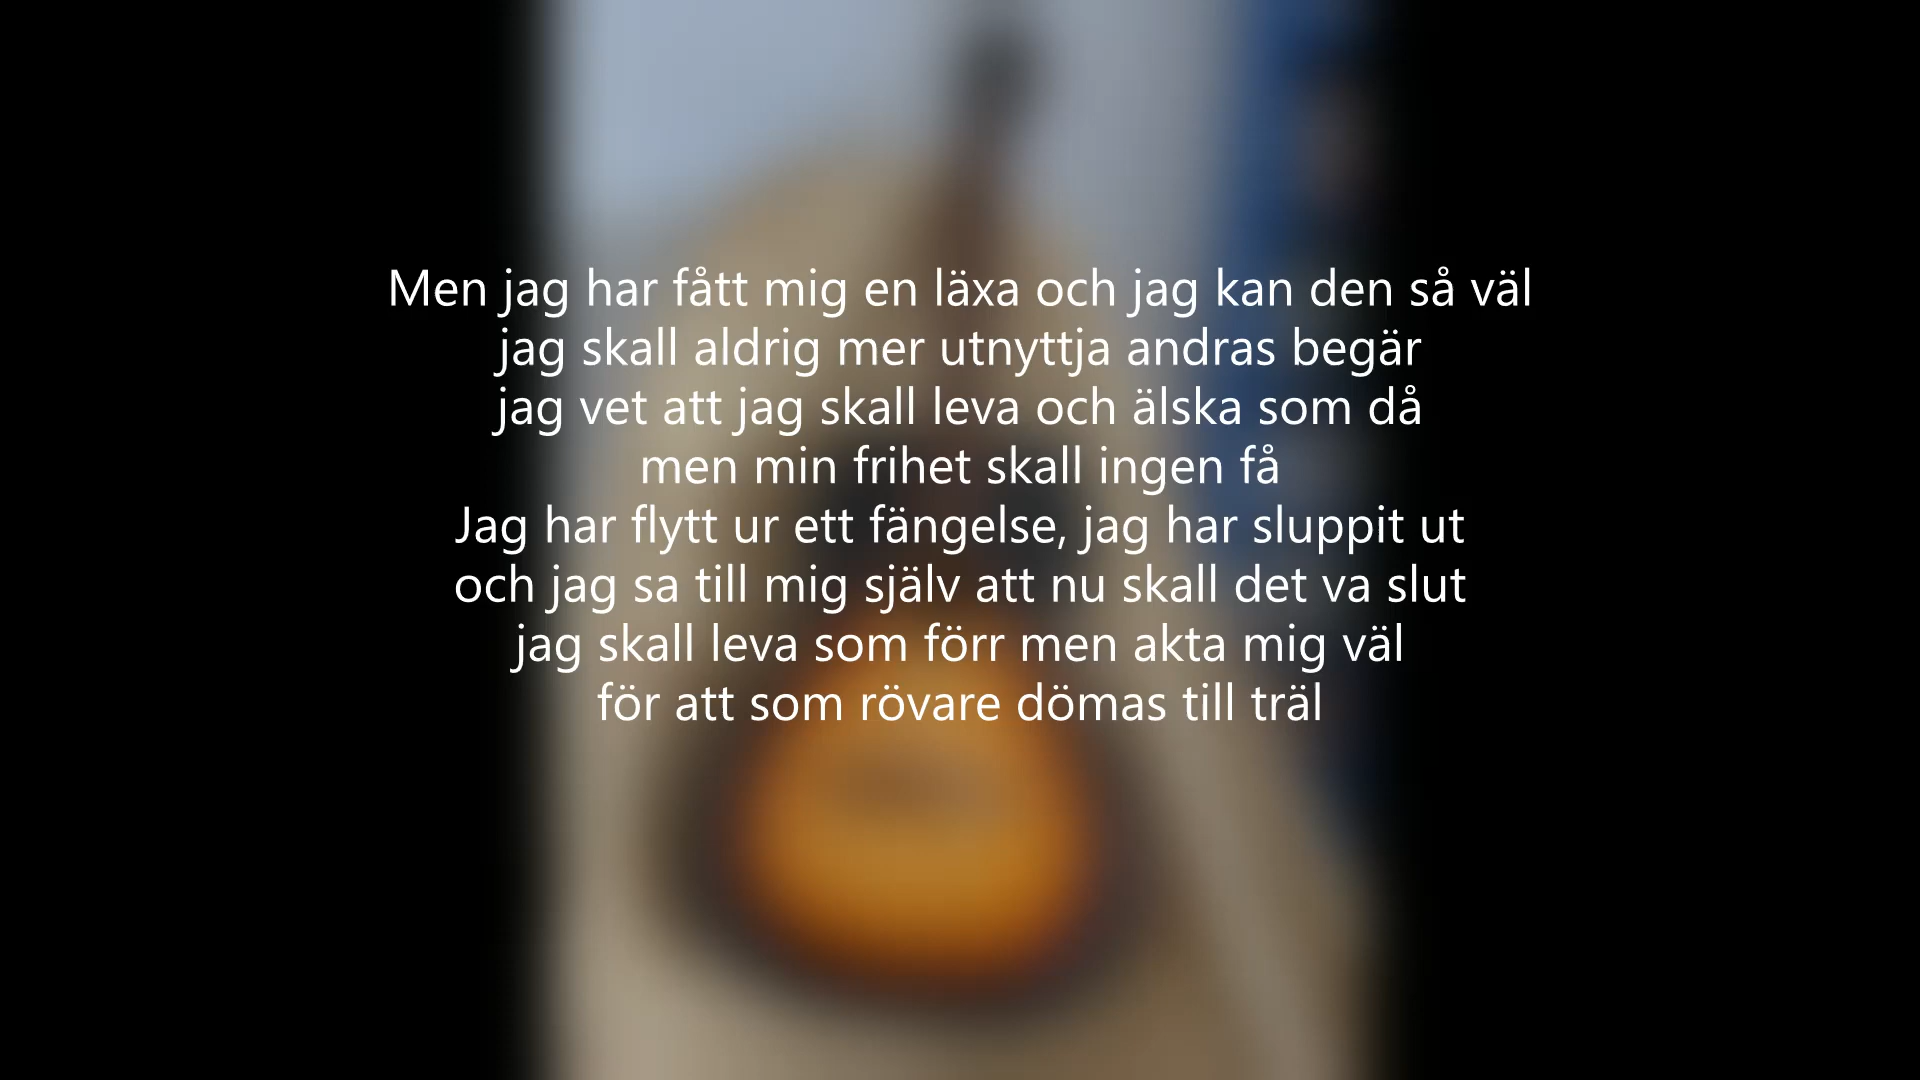 Men jag har fått mig en läxa och jag kan den så väl
jag skall aldrig mer utnyttja andras begär
jag vet att jag skall leva och älska som då
men min frihet skall ingen få
Jag har flytt ur ett fängelse, jag har sluppit ut
och jag sa till mig själv att nu skall det va slut
jag skall leva som förr men akta mig väl
för att som rövare dömas till träl